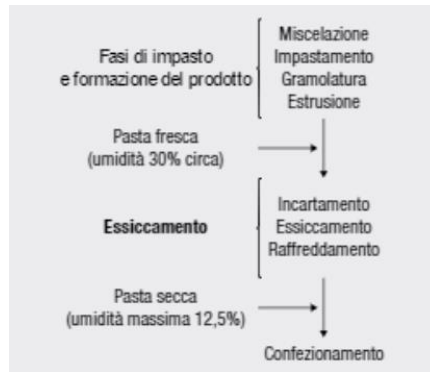 Miscelazione
Fasi di impasto
Impastamento
e formazione del prodotto
Gramolatura
Estrusione
Pasta fresca
(umidità 30% circa)
Incartamento
Essiccamento
Essiccamento
Raffreddamento
Pasta secca
(umidità massima 12,5%)
Confezionamento